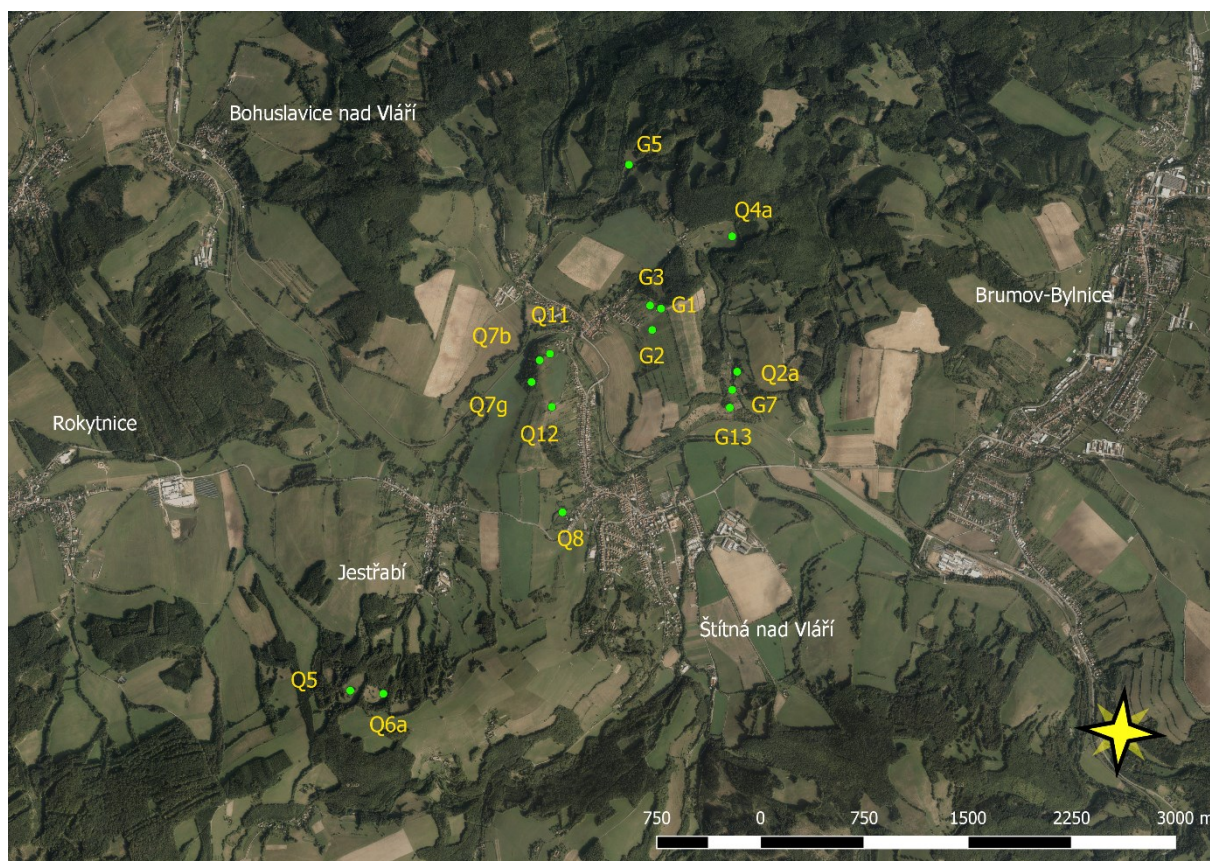 Bohuslavice nad Vláří
G5
Q4a
G3
G1
Brumov-Bylnice
Q11
Q7b
G2
Q2a
Q7g
G7
Rokytnice
Q12
G13
Q8
Jestřabí
Štítná nad Vláří
Q5
Q6a
750 0 750 1500 2250 3000 m